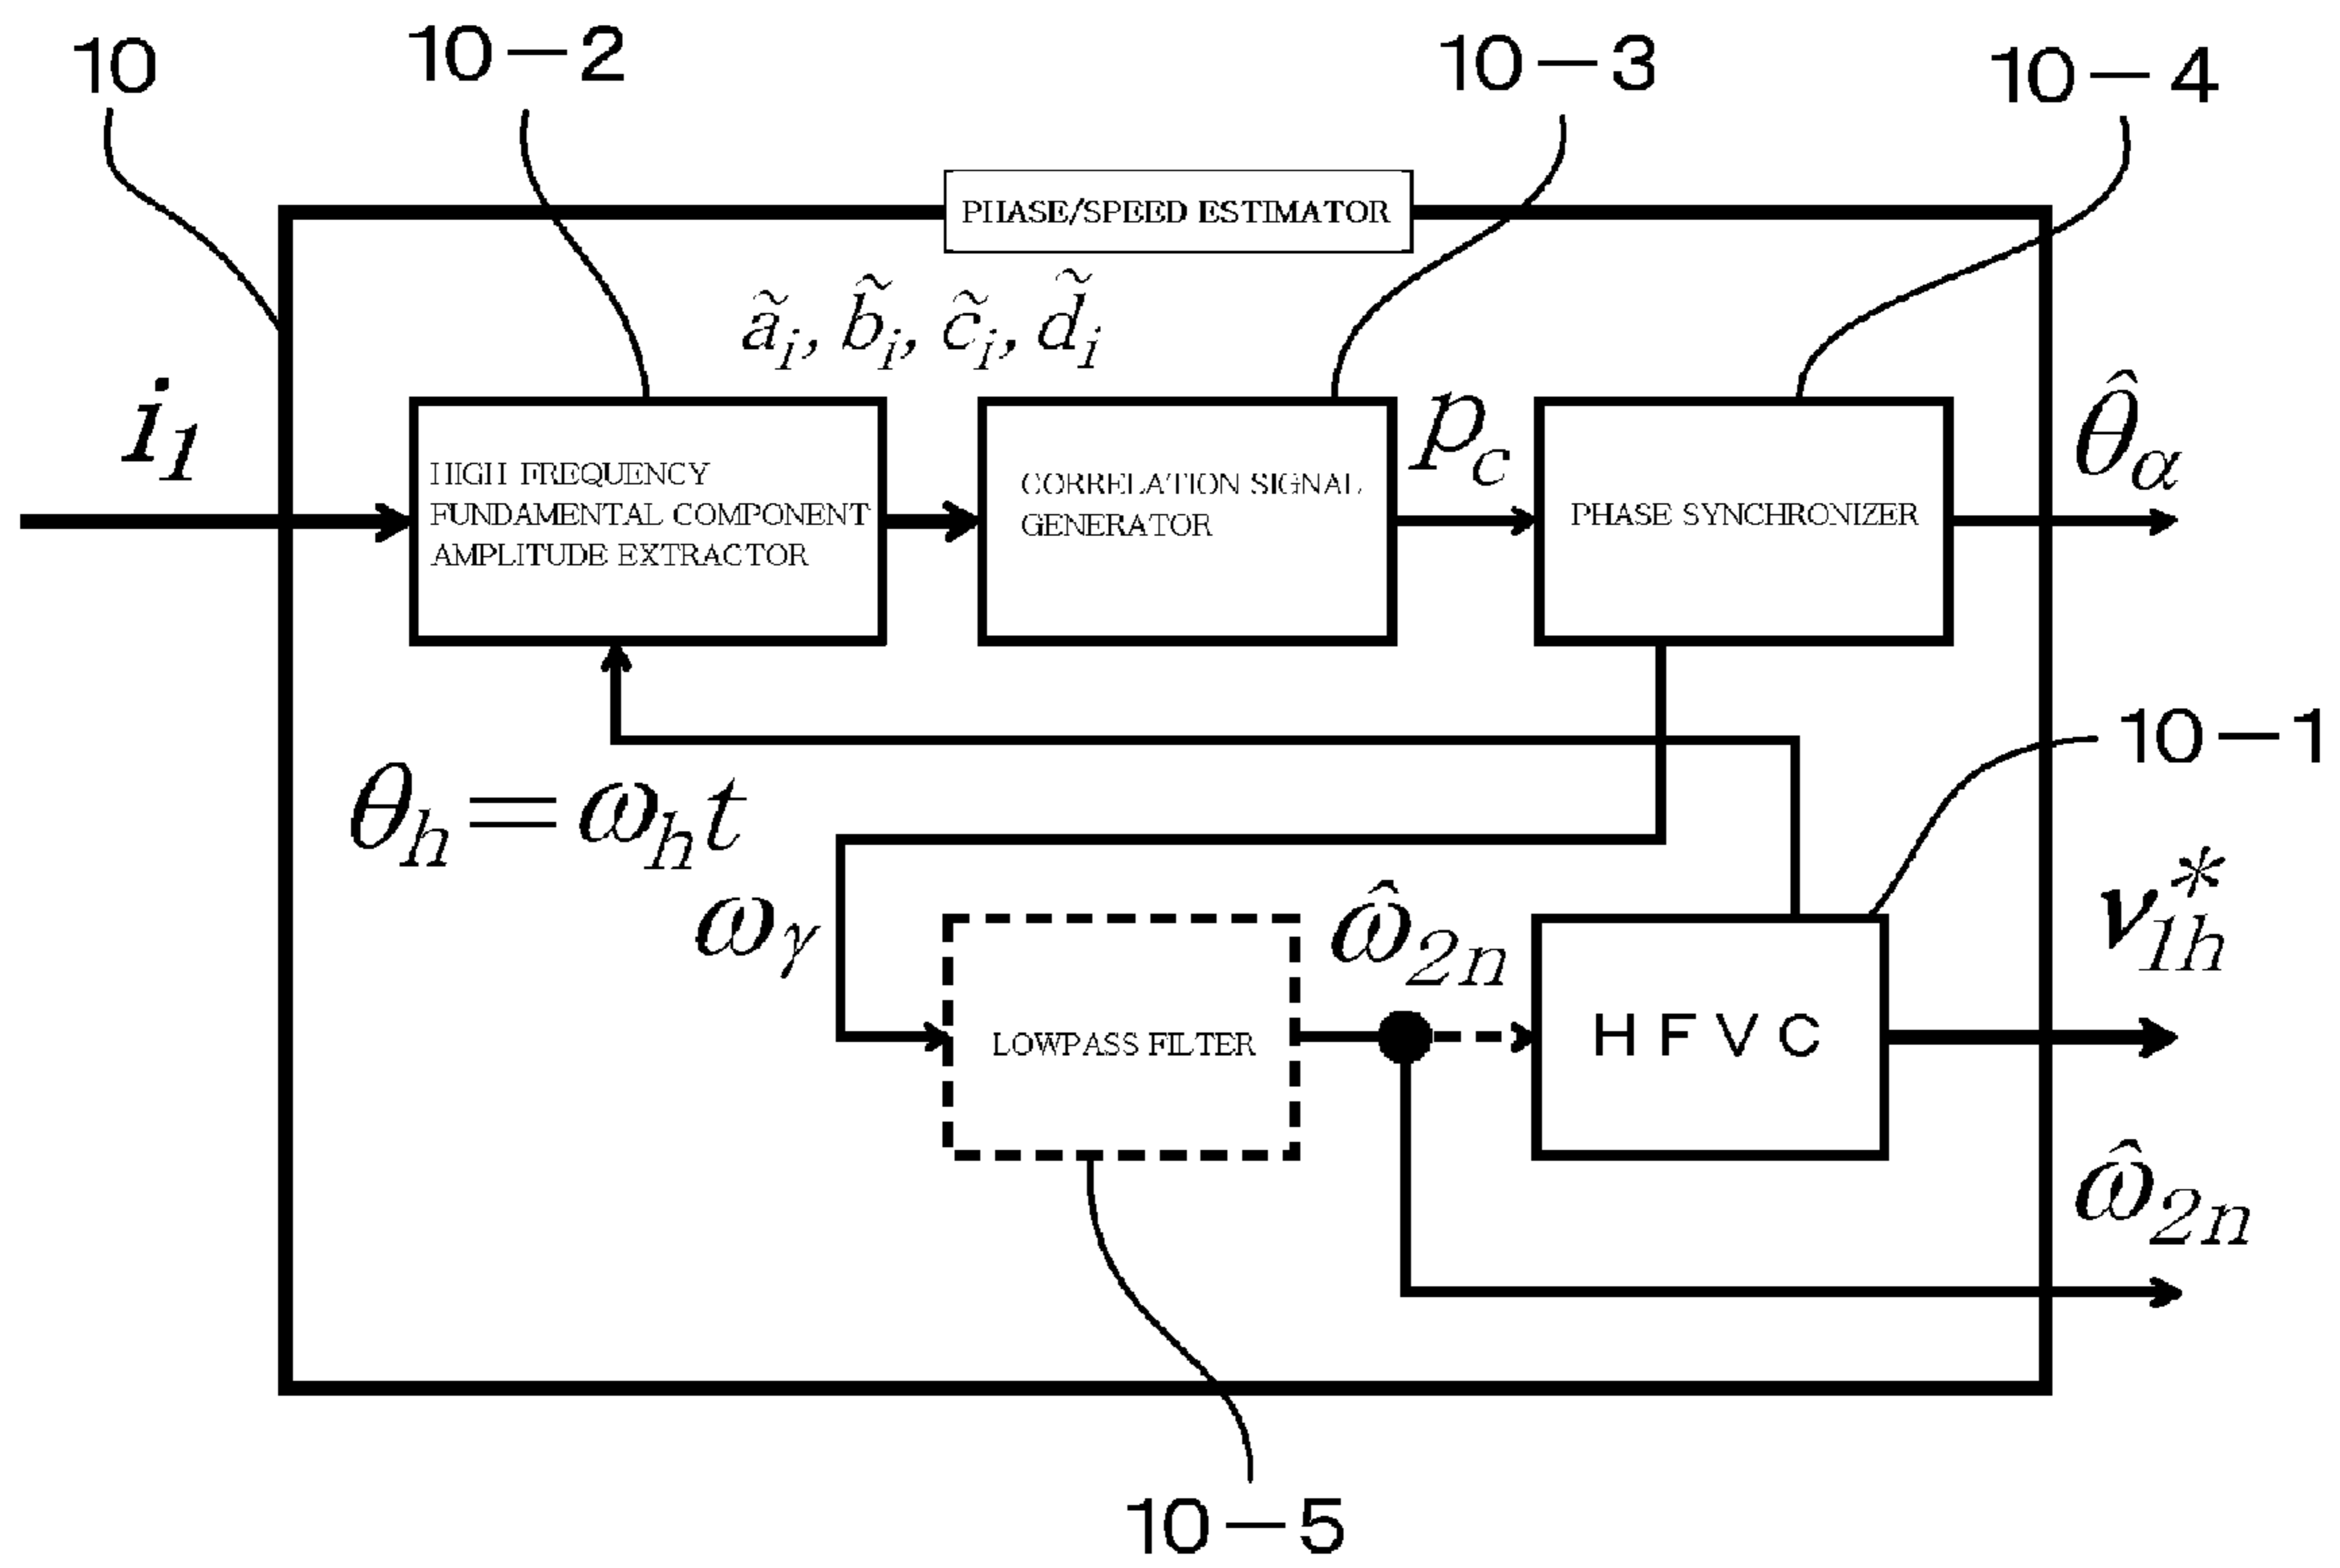 10
10−2
10−3
10−4
PHASE/SPEED ESTIMATOR
ã_i, b̃_i, c̃_i, d̃_i
i_1
HIGH FREQUENCY
FUNDAMENTAL COMPONENT
AMPLITUDE EXTRACTOR
CORRELATION SIGNAL
GENERATOR
p_c
PHASE SYNCHRONIZER
θ̂_α
10−1
θ_h=ω_h t
ω_γ
LOWPASS FILTER
ω̂_2n
HFVC
v*_1h
ω̂_2n
10−5